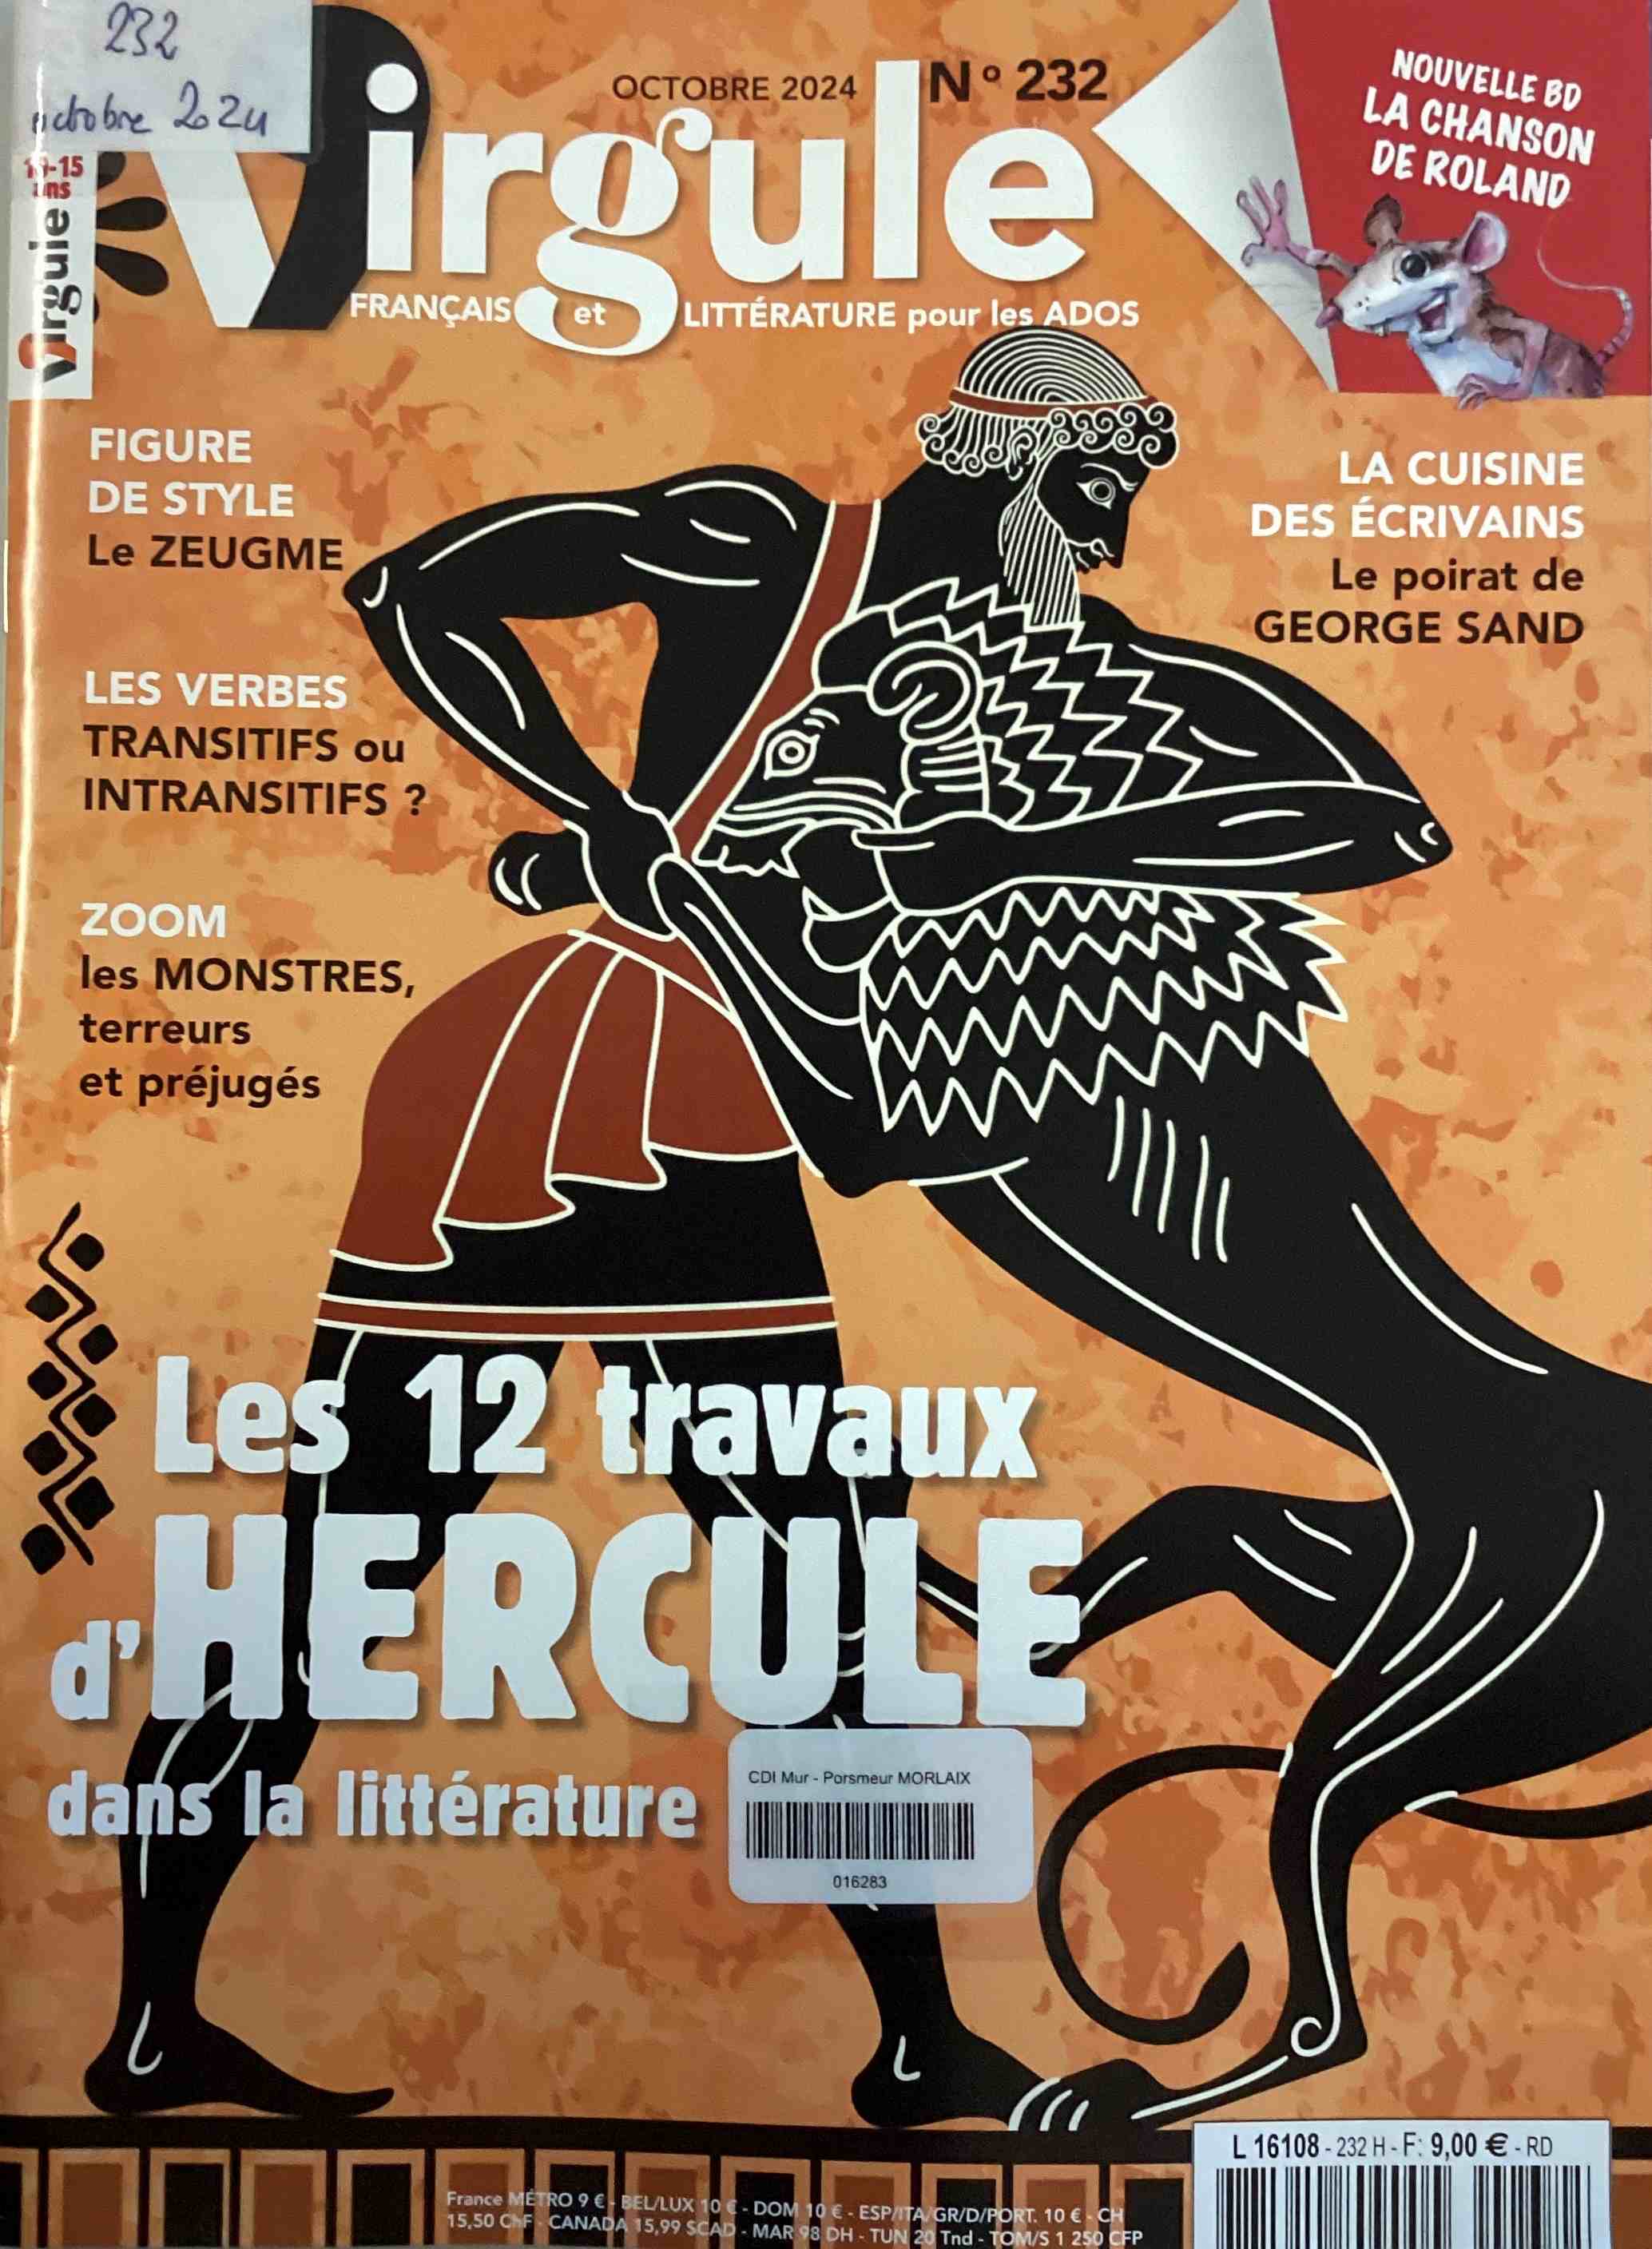 232
octobre 2024
OCTOBRE 2024 N° 232
Virgule
FRANÇAIS et LITTÉRATURE pour les ADOS
10-15
ans
Virgule
NOUVELLE BD
LA CHANSON
DE ROLAND
FIGURE
DE STYLE
Le ZEUGME
LES VERBES
TRANSITIFS ou
INTRANSITIFS ?
ZOOM
les MONSTRES,
terreurs
et préjugés
LA CUISINE
DES ÉCRIVAINS
Le poirat de
GEORGE SAND
Les 12 travaux
d'HERCULE
dans la littérature
CDI Mur - Porsmeur MORLAIX
016283
L 16108 - 232 H - F: 9,00 € - RD
France MÉTRO 9 € - BEL/LUX 10 € - DOM 10 € - ESP/ITA/GR/D/PORT. 10 € - CH
15,50 ChF - CANADA 15,99 $CAD - MAR 98 DH - TUN 20 Tnd - TOM/S 1 250 CFP